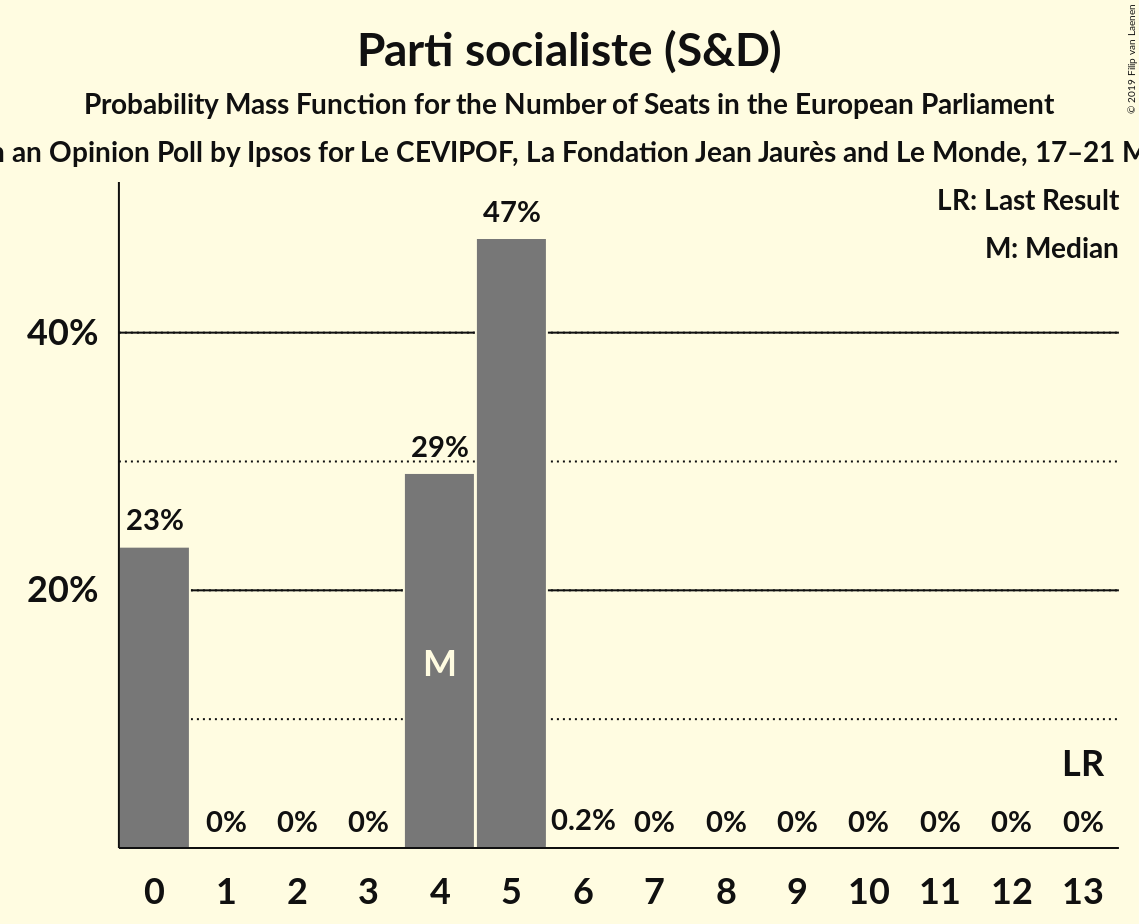 Parti socialiste (S&D)
Probability Mass Function for the Number of Seats in the European Parliament
an Opinion Poll by Ipsos for Le CEVIPOF, La Fondation Jean Jaurès and Le Monde, 17–21
© 2019 Filip van Laenen
LR: Last Result
M: Median
47%
40%
29%
23%
20%
M
LR
0% 0% 0% 0.2% 0% 0% 0% 0% 0% 0% 0%
0 1 2 3 4 5 6 7 8 9 10 11 12 13